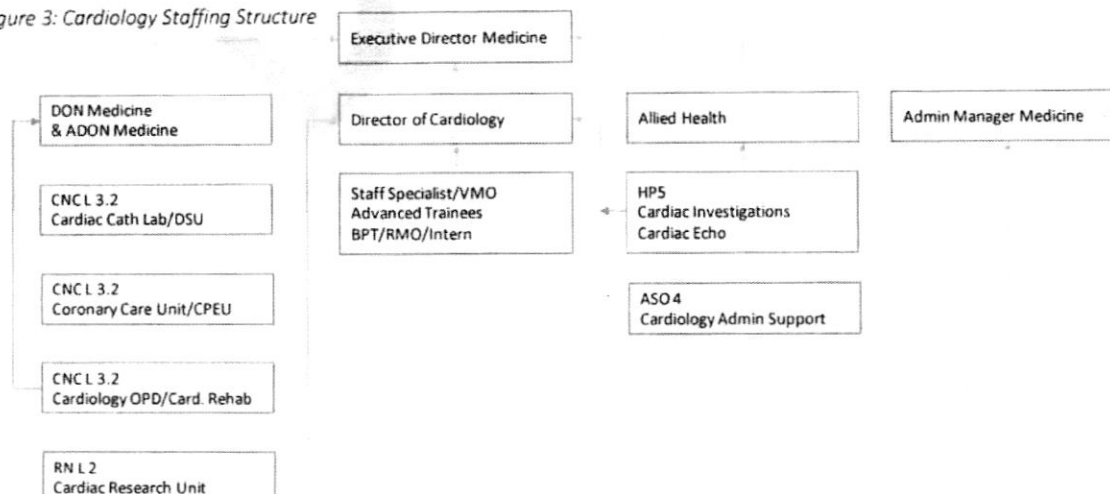 gure 3: Cardiology Staffing Structure
Executive Director Medicine
DON Medicine
& ADON Medicine
Director of Cardiology
Allied Health
Admin Manager Medicine
CNC L 3.2
Cardiac Cath Lab/DSU
Staff Specialist/VMO
Advanced Trainees
BPT/RMO/Intern
HP5
Cardiac Investigations
Cardiac Echo
CNC L 3.2
Coronary Care Unit/CPEU
ASO 4
Cardiology Admin Support
CNC L 3.2
Cardiology OPD/Card. Rehab
RN L 2
Cardiac Research Unit